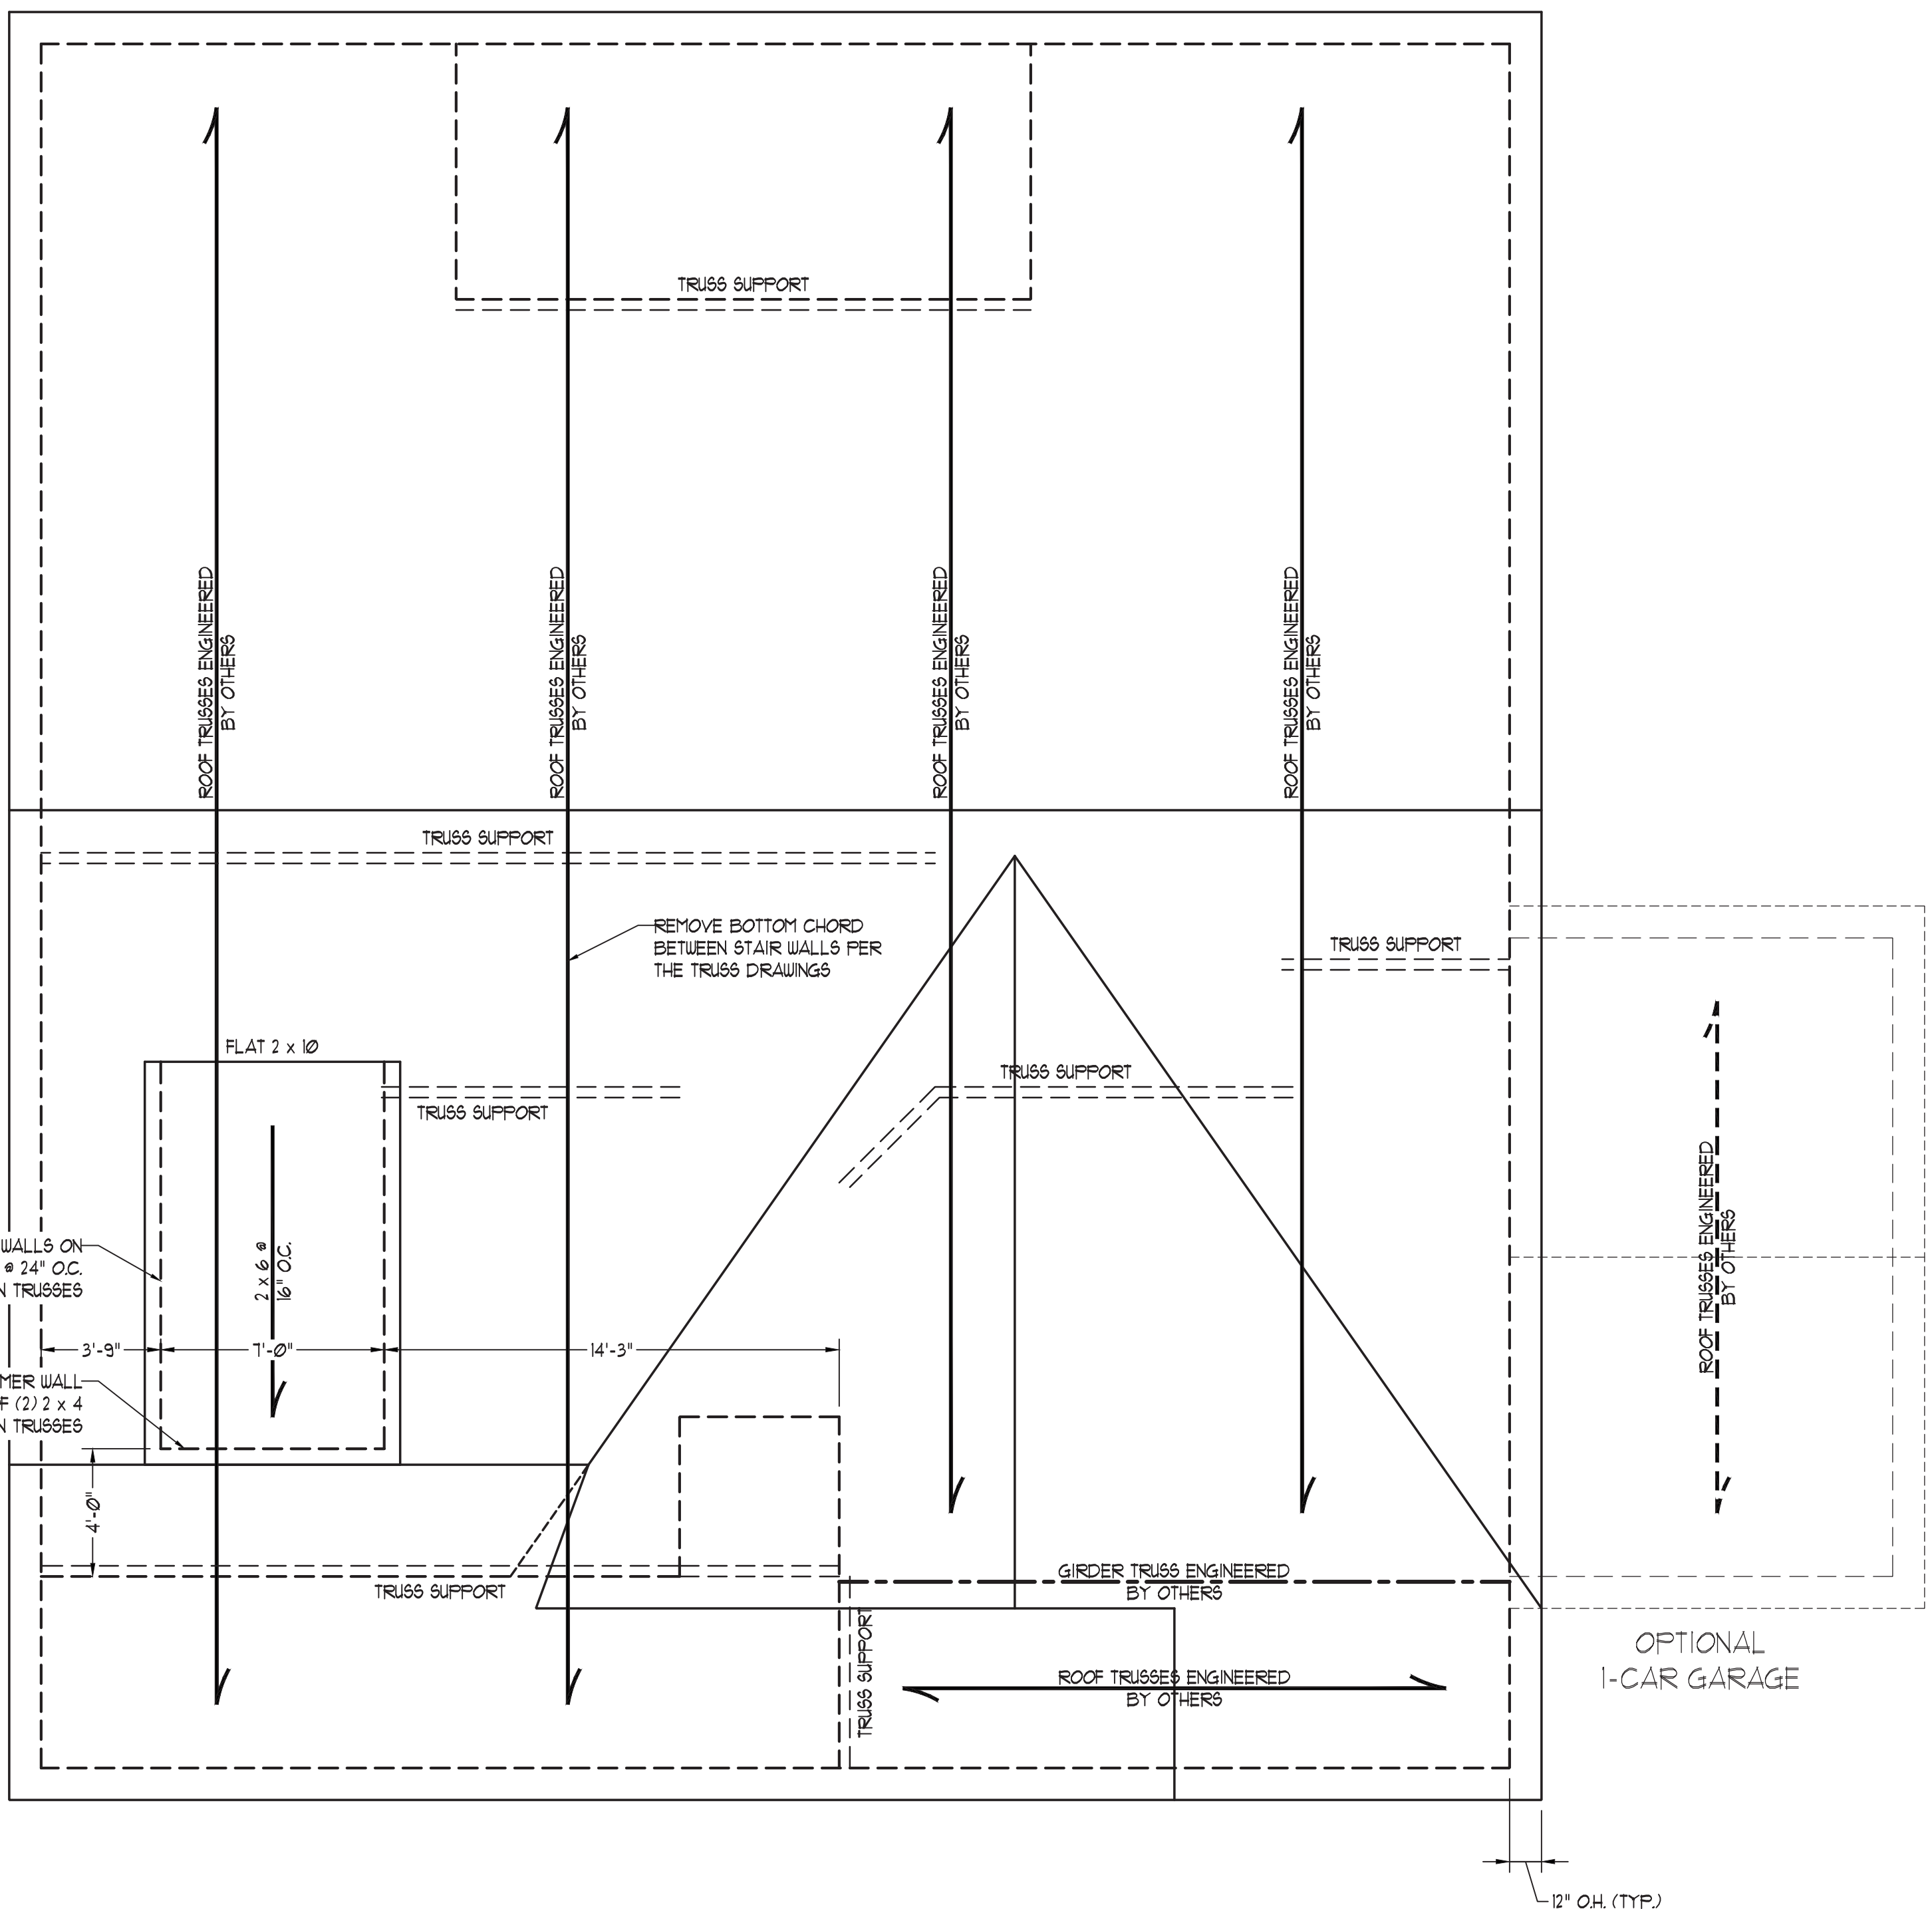 TRUSS SUPPORT
ROOF TRUSSES ENGINEERED
BY OTHERS
ROOF TRUSSES ENGINEERED
BY OTHERS
ROOF TRUSSES ENGINEERED
BY OTHERS
ROOF TRUSSES ENGINEERED
BY OTHERS
TRUSS SUPPORT
REMOVE BOTTOM CHORD
BETWEEN STAIR WALLS PER
THE TRUSS DRAWINGS
TRUSS SUPPORT
FLAT 2 x 10
TRUSS SUPPORT
TRUSS SUPPORT
WALLS ON
@ 24" O.C.
TRUSSES
2 x 6 @
16" O.C.
ROOF TRUSSES ENGINEERED
BY OTHERS
3'-9"
7'-0"
14'-3"
WALL
(2) 2 x 4
TRUSSES
4'-0"
TRUSS SUPPORT
GIRDER TRUSS ENGINEERED
BY OTHERS
TRUSS SUPPORT
ROOF TRUSSES ENGINEERED
BY OTHERS
OPTIONAL
1-CAR GARAGE
12" O.H. (TYP.)